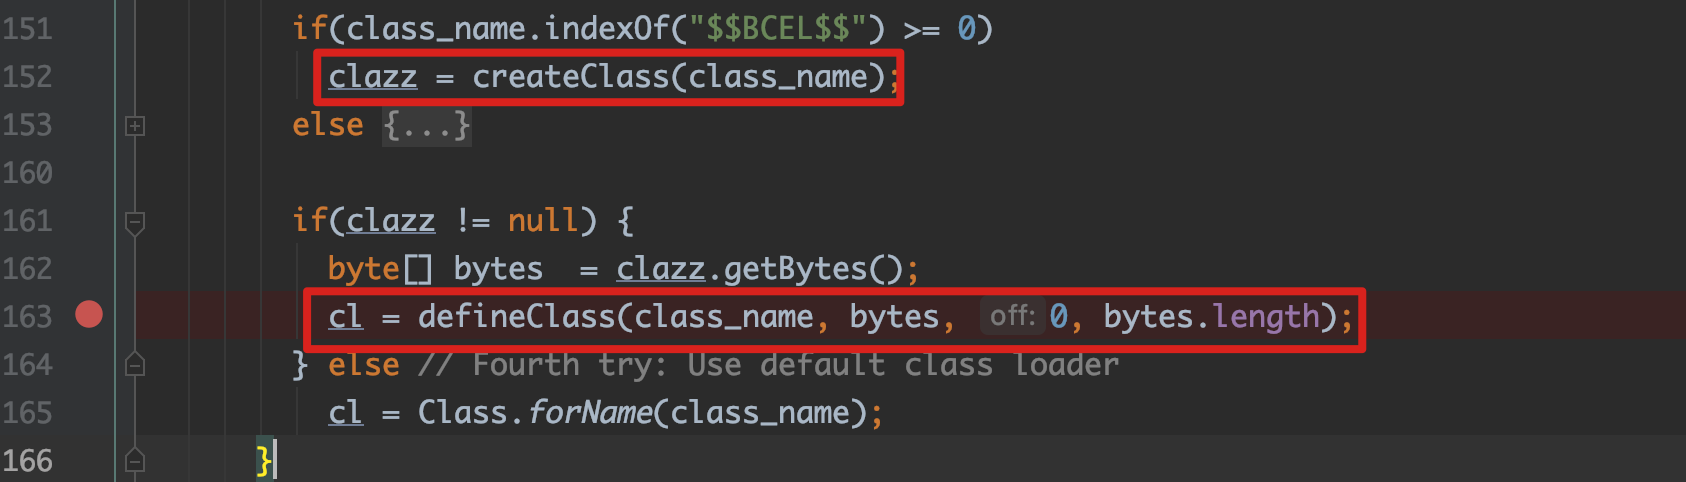 151 if(class_name.indexOf("$$BCEL$$") >= 0)
152 clazz = createClass(class_name);
153 else {...}
160
161 if(clazz != null) {
162 byte[] bytes  = clazz.getBytes();
163 cl = defineClass(class_name, bytes, off: 0, bytes.length);
164 } else // Fourth try: Use default class loader
165 cl = Class.forName(class_name);
166 }